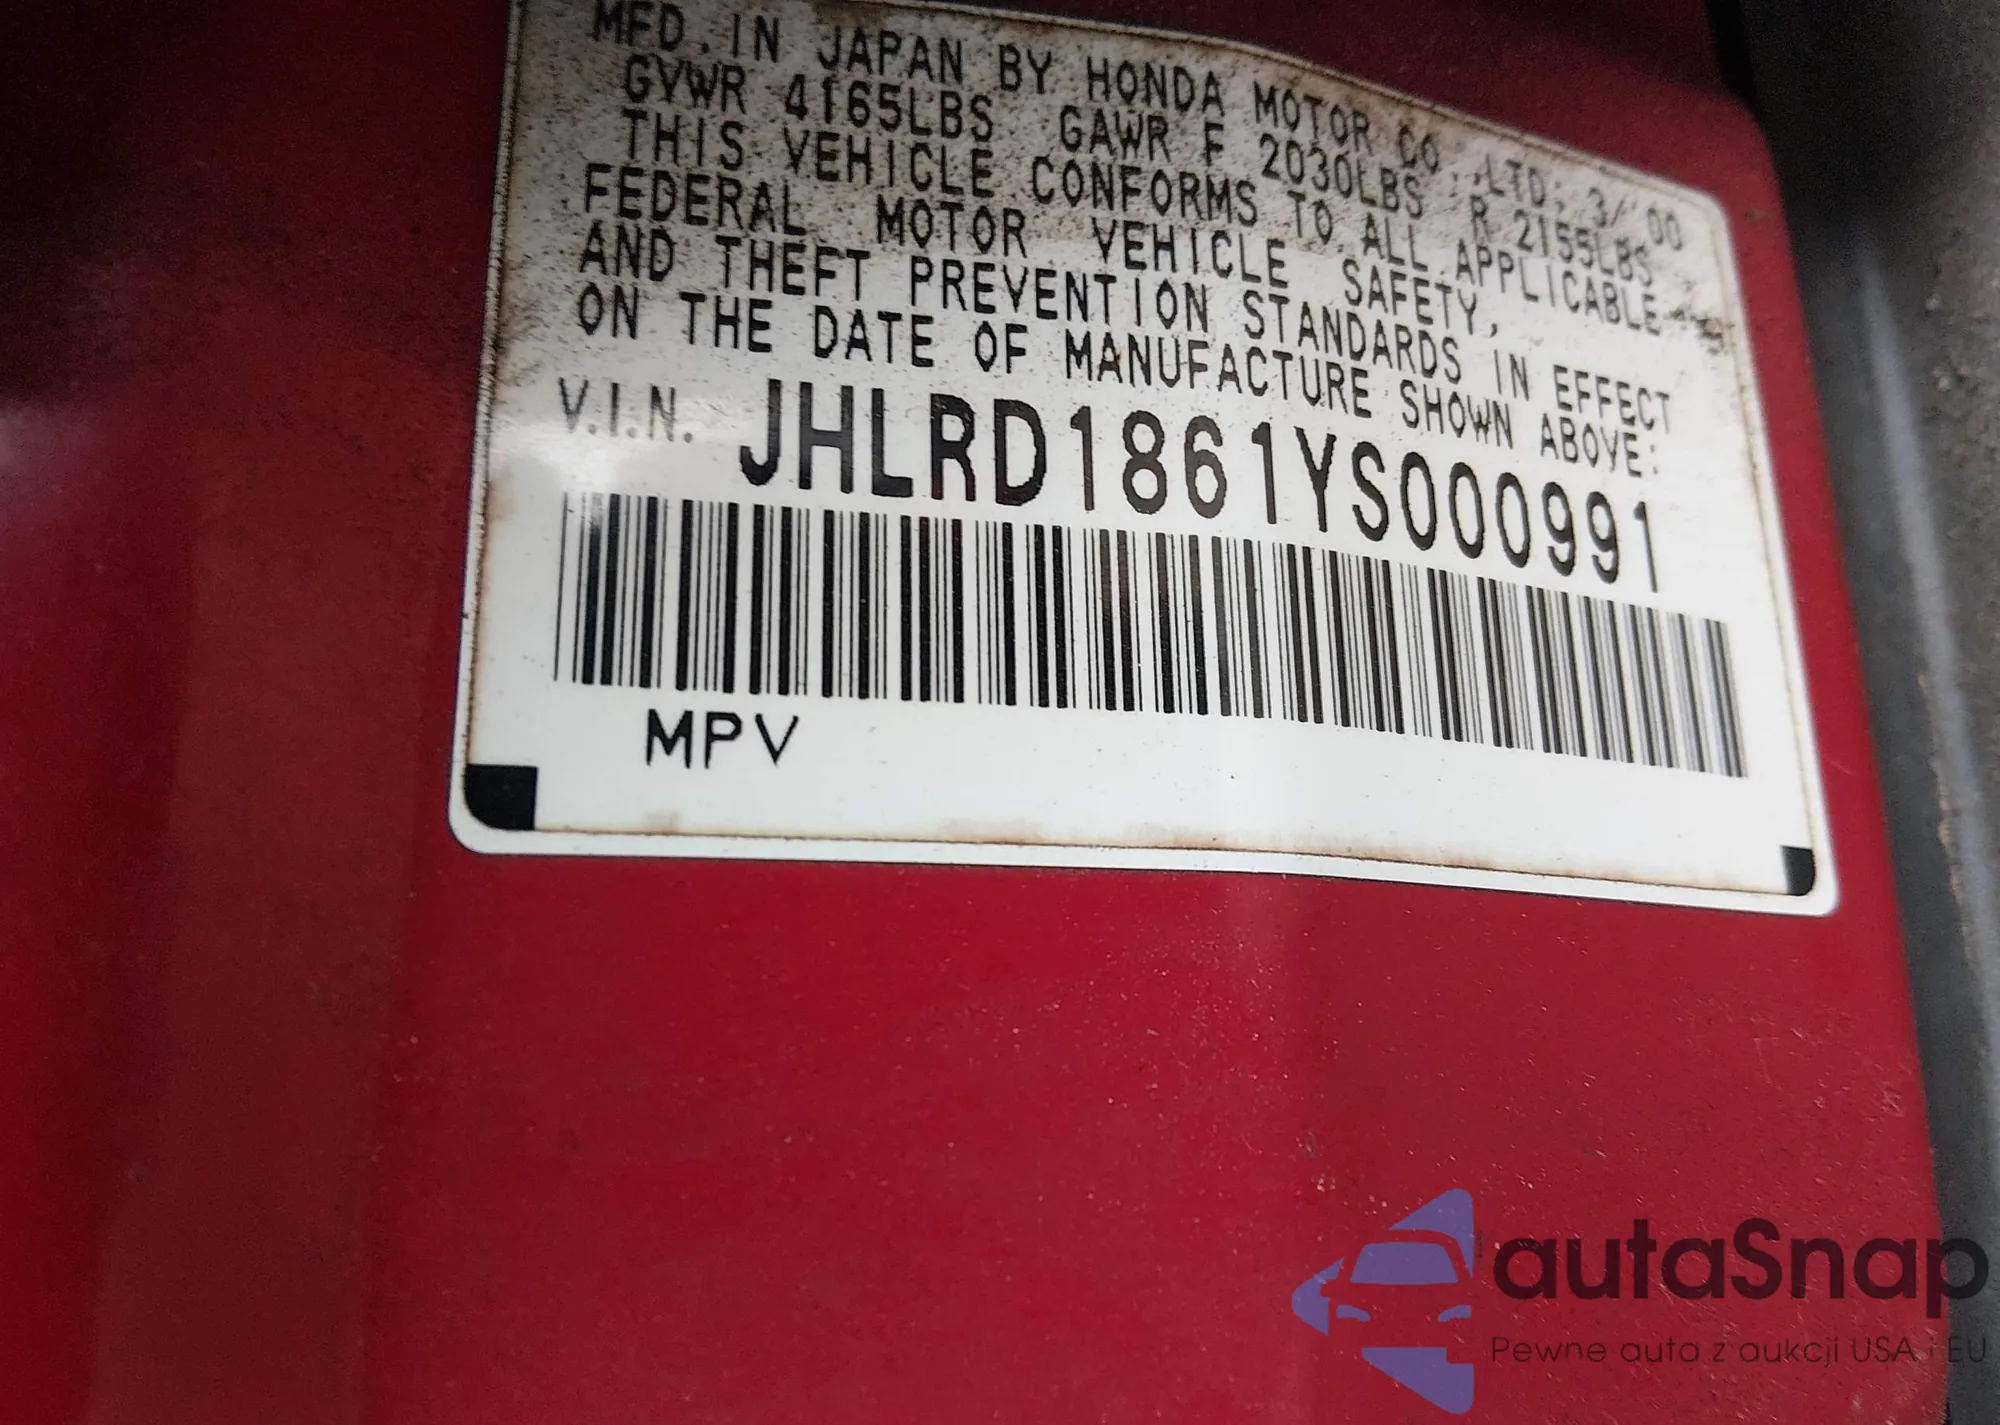 MFD. IN JAPAN BY HONDA MOTOR CO.,LTD; 3/'00
GVWR 4165LBS GAWR F 2030LBS R 2155LBS
THIS VEHICLE CONFORMS TO ALL APPLICABLE
FEDERAL MOTOR VEHICLE SAFETY,
AND THEFT PREVENTION STANDARDS IN EFFECT
ON THE DATE OF MANUFACTURE SHOWN ABOVE:
V.I.N. JHLRD1861YS000991
MPV
autaSnap
Pewne auta z aukcji USA i EU